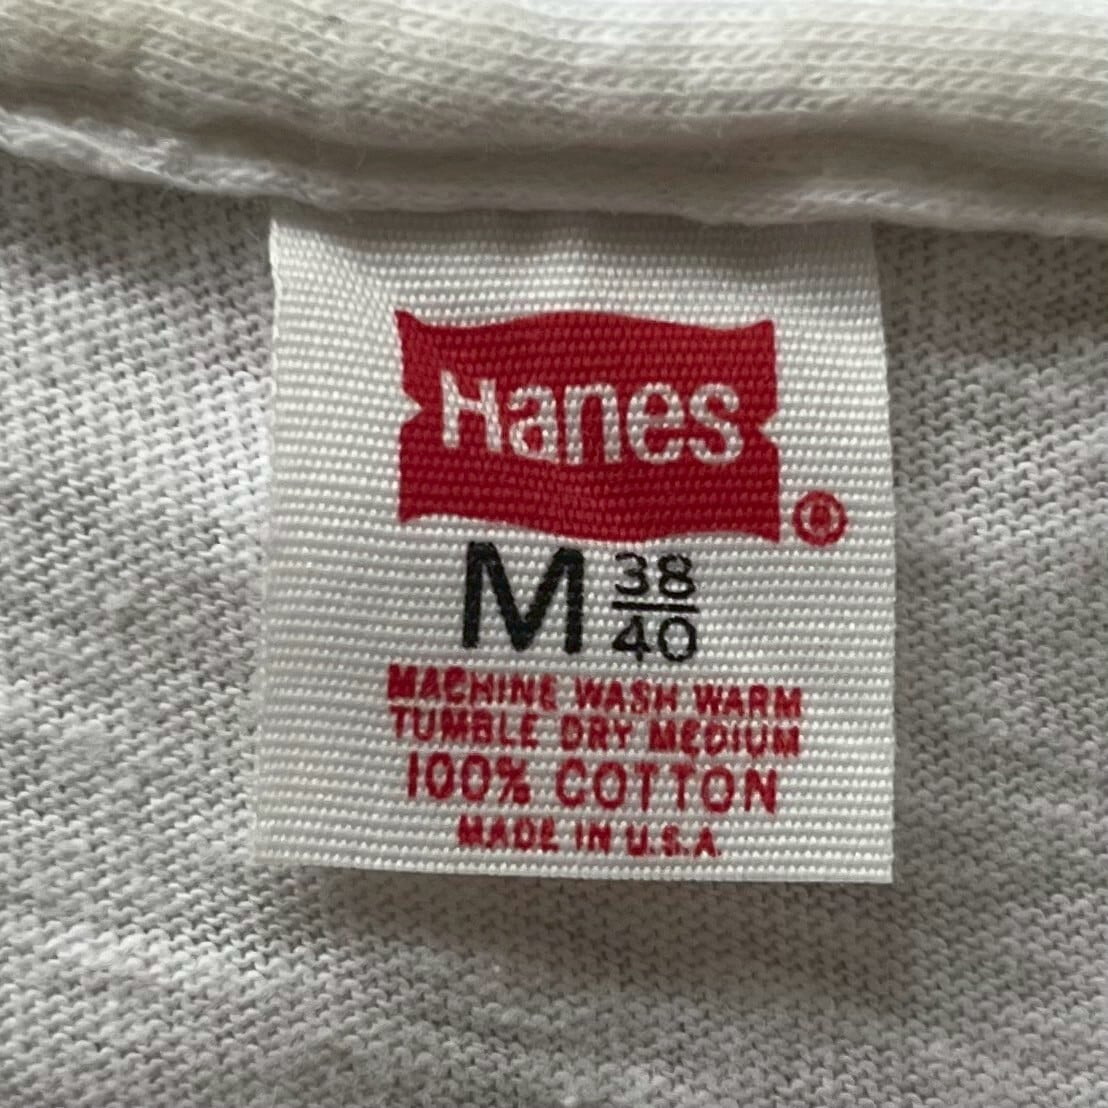 Hanes ®
M 38/40
MACHINE WASH WARM
TUMBLE DRY MEDIUM
100% COTTON
MADE IN U.S.A.